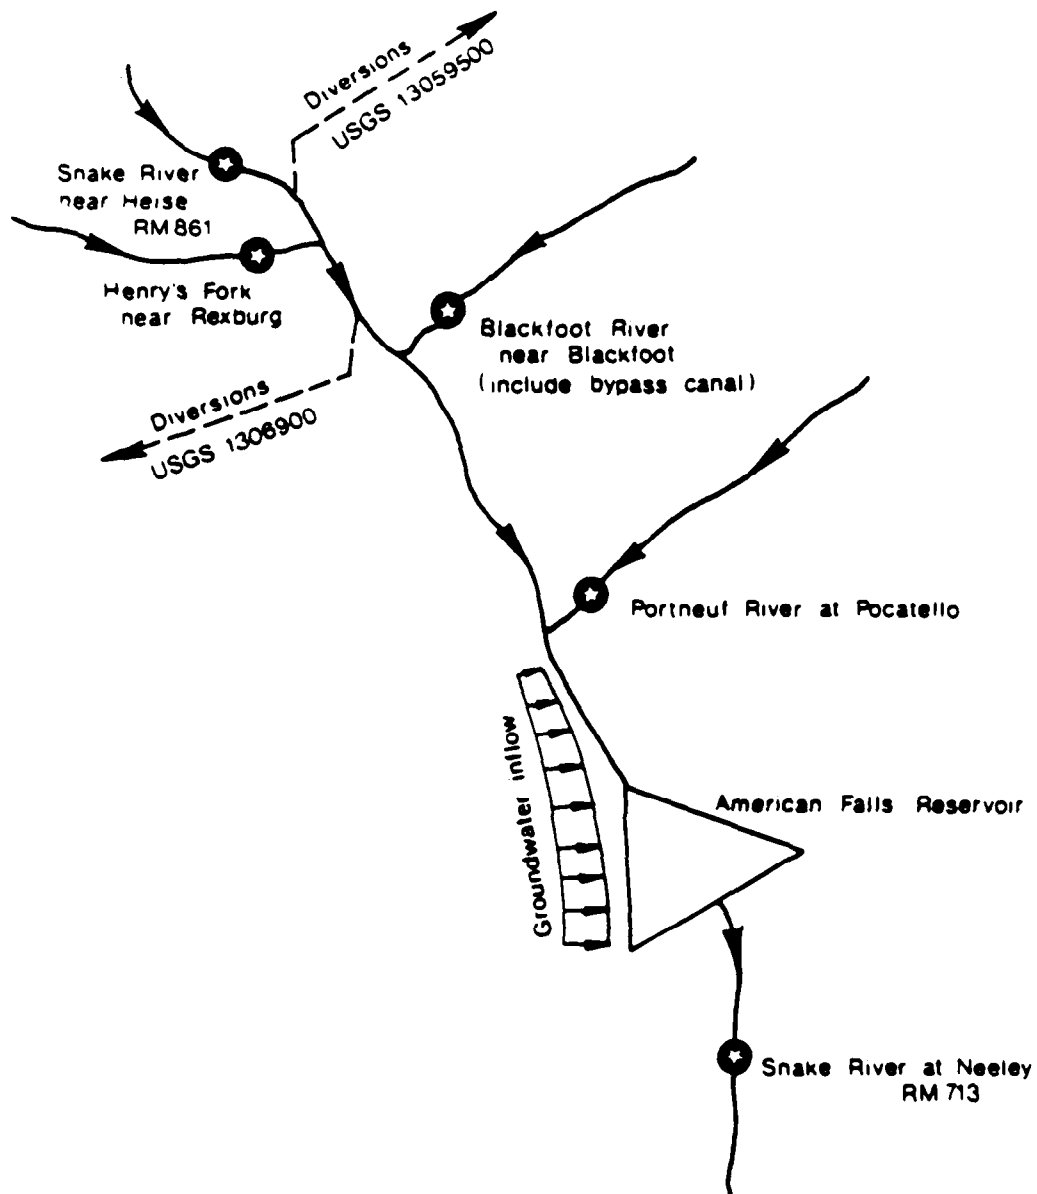 Diversions
USGS 13059500
Snake River
near Heise
RM 861
Henry's Fork
near Rexburg
Blackfoot River
near Blackfoot
(include bypass canal)
Diversions
USGS 1306900
Portneuf River at Pocatello
Groundwater inflow
American Falls Reservoir
Snake River at Neeley
RM 713